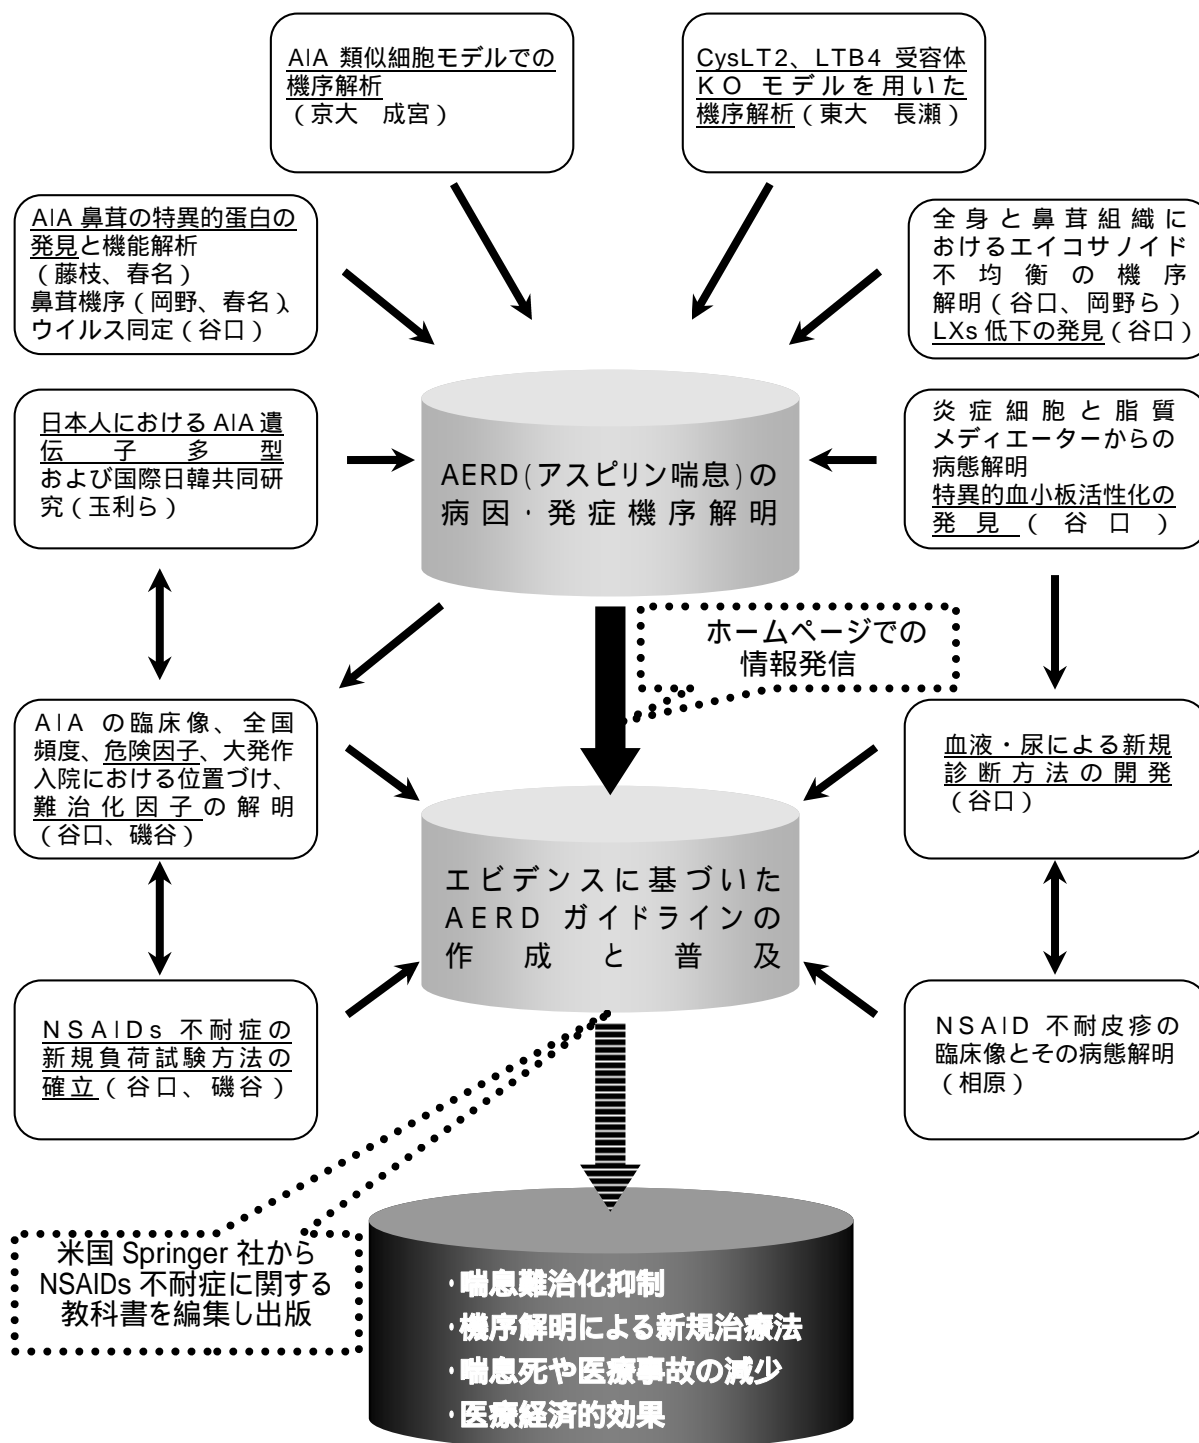 AIA 類似細胞モデルでの
機序解析
（京大　成宮）
CysLT2、LTB4 受容体
KO モデルを用いた
機序解析（東大　長瀬）
AIA 鼻茸の特異的蛋白の
発見と機能解析
（藤枝、春名）
鼻茸機序（岡野、春名）、
ウイルス同定（谷口）
全身と鼻茸組織に
おけるエイコサノイド
不均衡の機序
解明（谷口、岡野ら）
LXs 低下の発見（谷口）
日本人における AIA 遺
伝子多型
および国際日韓共同研
究（玉利ら）
AERD（アスピリン喘息）の
病因・発症機序解明
炎症細胞と脂質
メディエーターからの
病態解明
特異的血小板活性化の
発見（谷口）
ホームページでの
情報発信
AIA の臨床像、全国
頻度、危険因子、大発作
入院における位置づけ、
難治化因子の解明
（谷口、磯谷）
血液・尿による新規
診断方法の開発
（谷口）
エビデンスに基づいた
AERD ガイドラインの
作成と普及
NSAIDs 不耐症の
新規負荷試験方法の
確立（谷口、磯谷）
NSAID 不耐皮疹の
臨床像とその病態解明
（相原）
米国 Springer 社から
NSAIDs 不耐症に関する
教科書を編集し出版
・喘息難治化抑制
・機序解明による新規治療法
・喘息死や医療事故の減少
・医療経済的効果